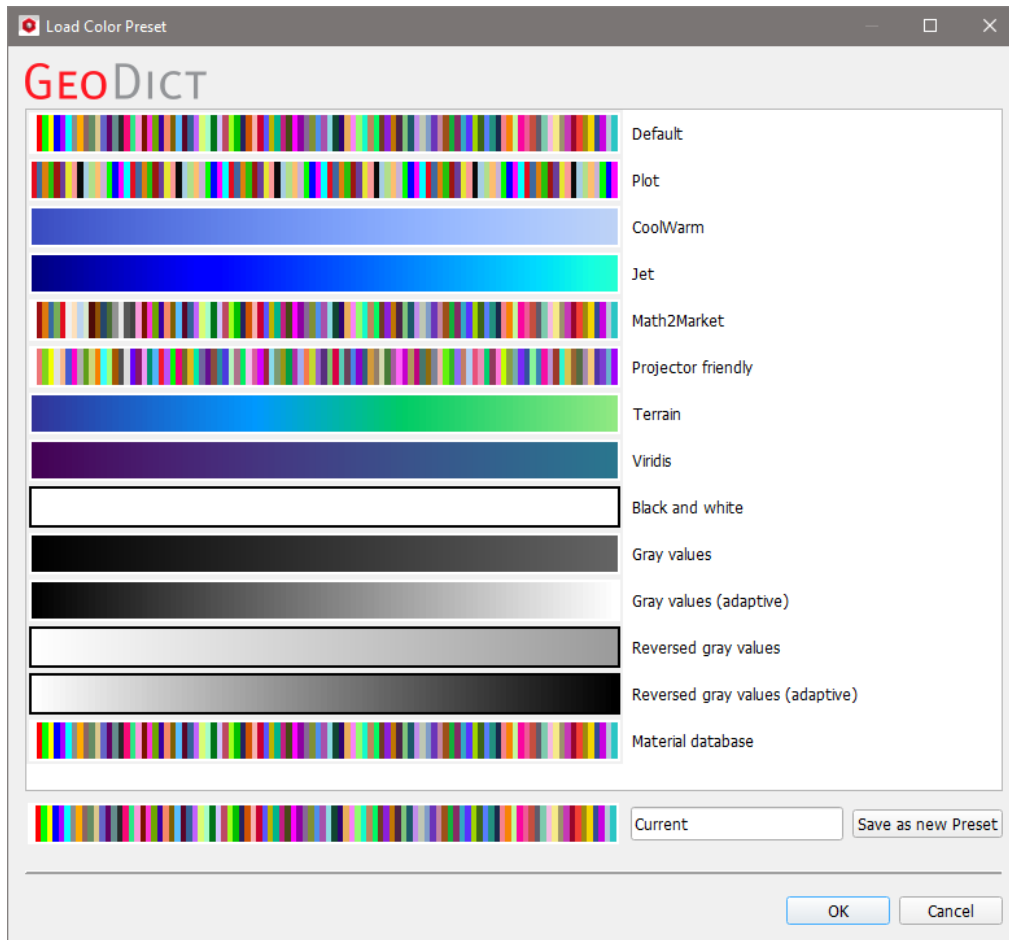 Load Color Preset
GEODICT
Default
Plot
CoolWarm
Jet
Math2Market
Projector friendly
Terrain
Viridis
Black and white
Gray values
Gray values (adaptive)
Reversed gray values
Reversed gray values (adaptive)
Material database
Current Save as new Preset
OK Cancel